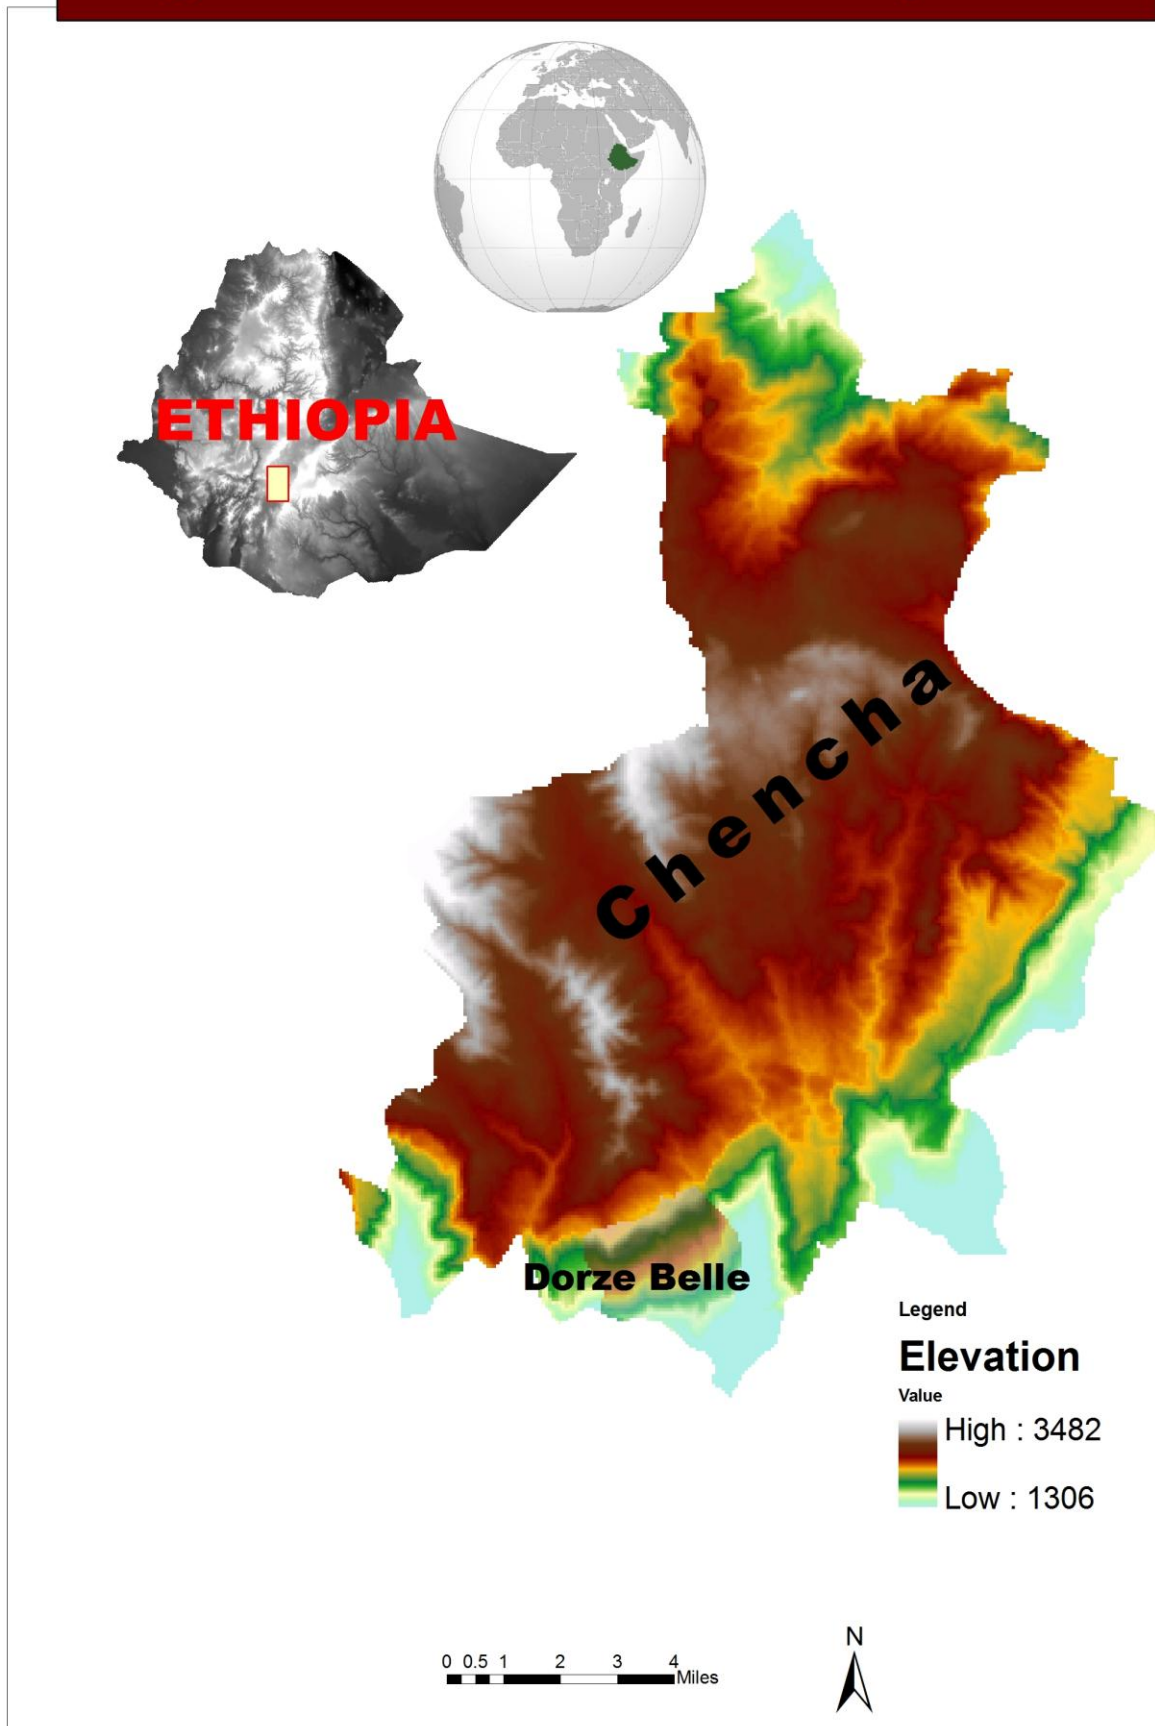 ETHIOPIA
Chencha
Dorze Belle
Legend
Elevation
Value
High : 3482
Low : 1306
N
0 0.5 1 2 3 4
Miles